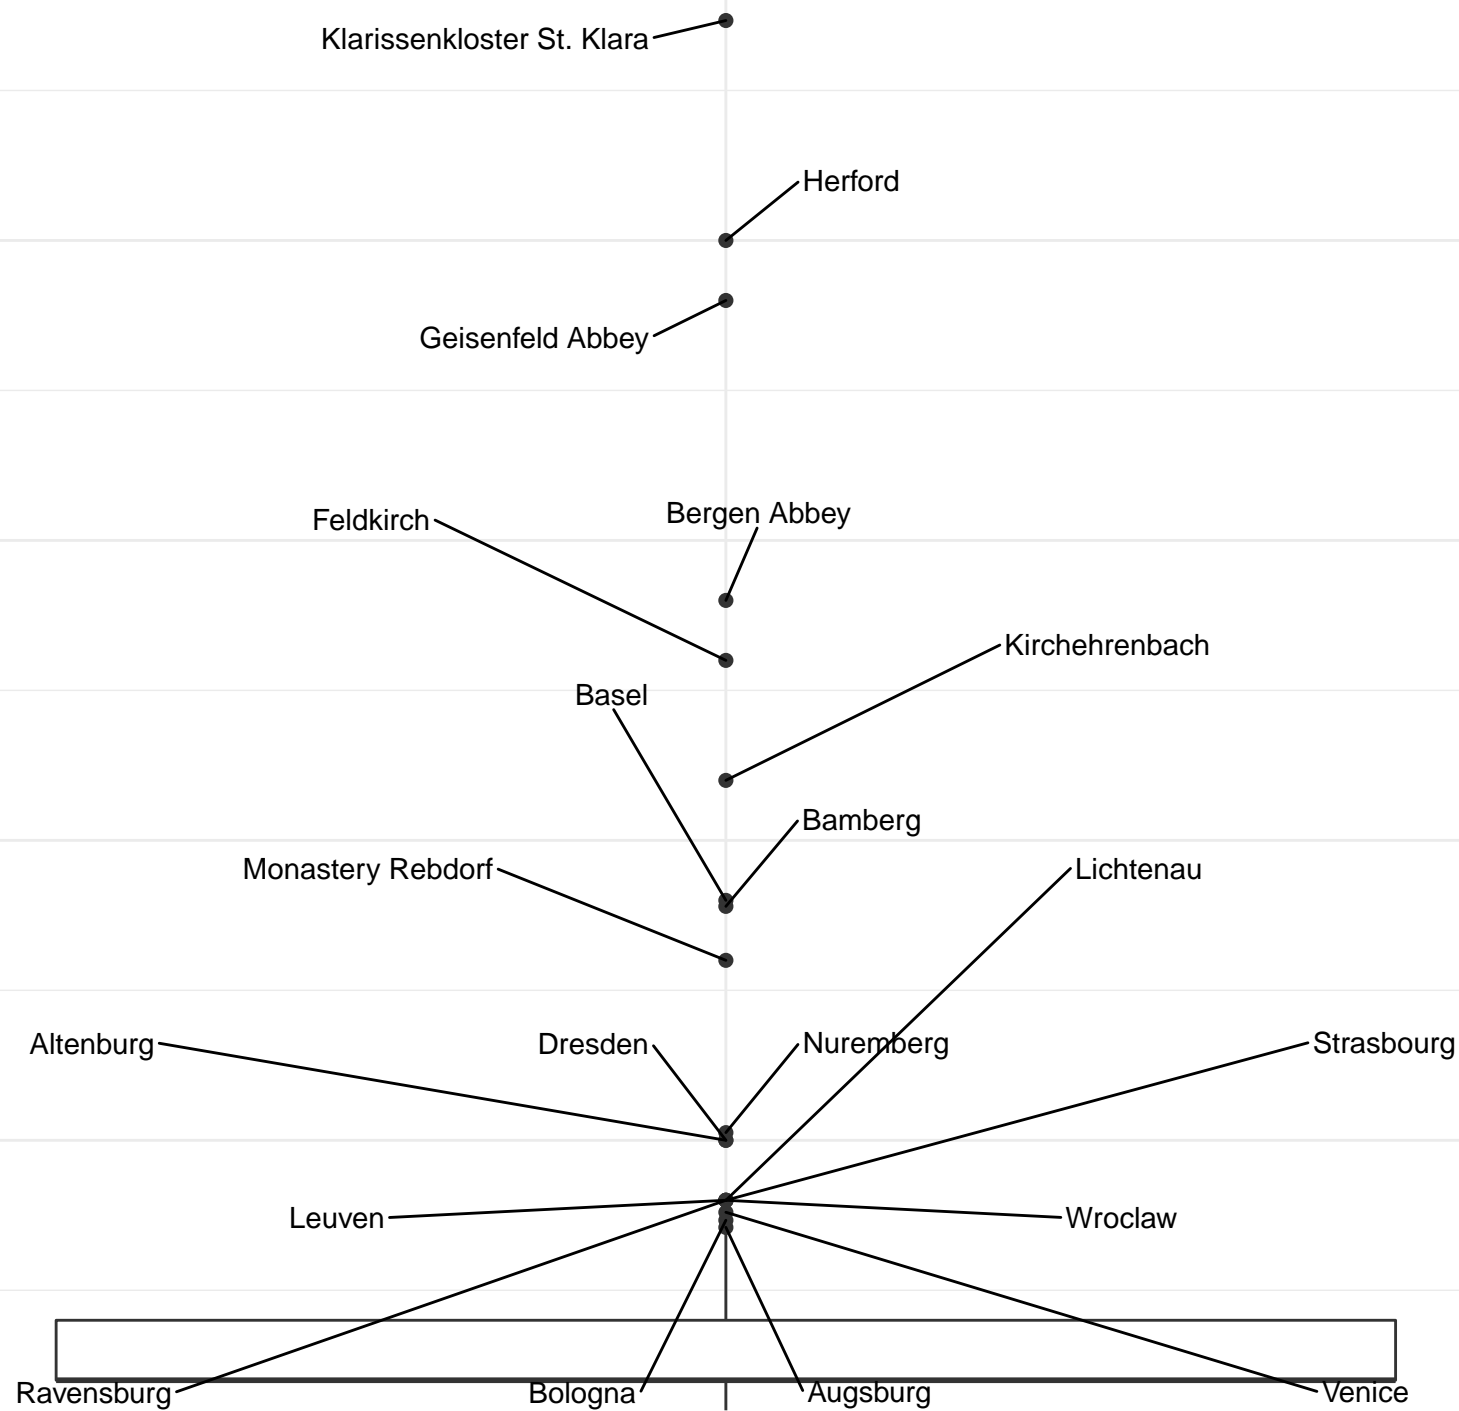 Klarissenkloster St. Klara
Herford
Geisenfeld Abbey
Bergen Abbey
Feldkirch
Kirchehrenbach
Basel
Bamberg
Monastery Rebdorf
Lichtenau
Altenburg
Dresden
Nuremberg
Strasbourg
Leuven
Wroclaw
Ravensburg
Bologna
Augsburg
Venice